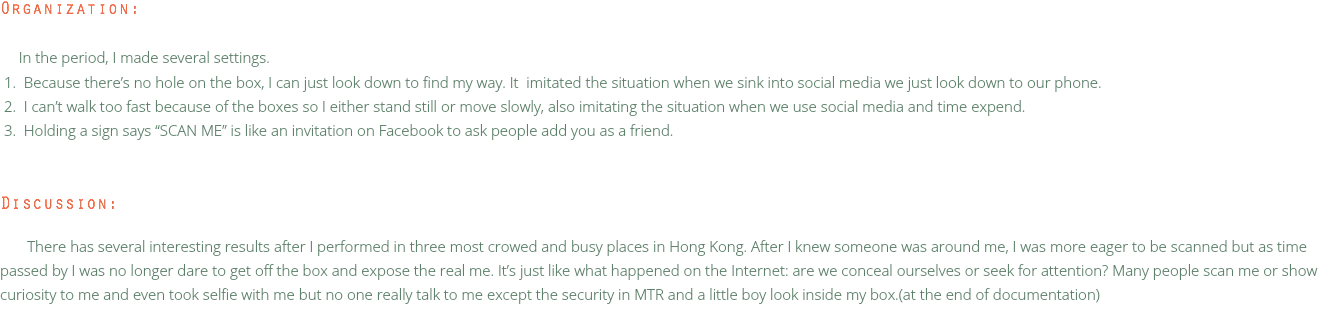 Organization:
In the period, I made several settings.
1. Because there's no hole on the box, I can just look down to find my way. It imitated the situation when we sink into social media we just look down to our phone.
2. I can't walk too fast because of the boxes so I either stand still or move slowly, also imitating the situation when we use social media and time expend.
3. Holding a sign says “SCAN ME” is like an invitation on Facebook to ask people add you as a friend.
Discussion:
There has several interesting results after I performed in three most crowed and busy places in Hong Kong. After I knew someone was around me, I was more eager to be scanned but as time
passed by I was no longer dare to get off the box and expose the real me. It's just like what happened on the Internet: are we conceal ourselves or seek for attention? Many people scan me or show
curiosity to me and even took selfie with me but no one really talk to me except the security in MTR and a little boy look inside my box.(at the end of documentation)